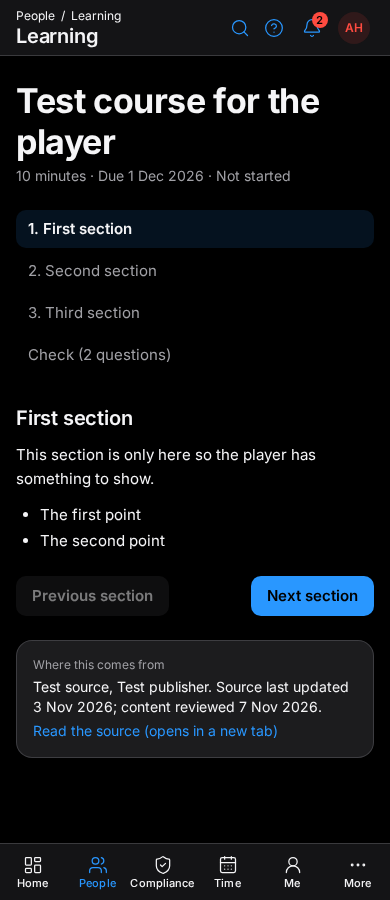 People / Learning
Learning
2
AH
Test course for the
player
10 minutes · Due 1 Dec 2026 · Not started
1. First section
2. Second section
3. Third section
Check (2 questions)
First section
This section is only here so the player has
something to show.
• The first point
• The second point
Previous section
Next section
Where this comes from
Test source, Test publisher. Source last updated
3 Nov 2026; content reviewed 7 Nov 2026.
Read the source (opens in a new tab)
Home
People
Compliance
Time
Me
More